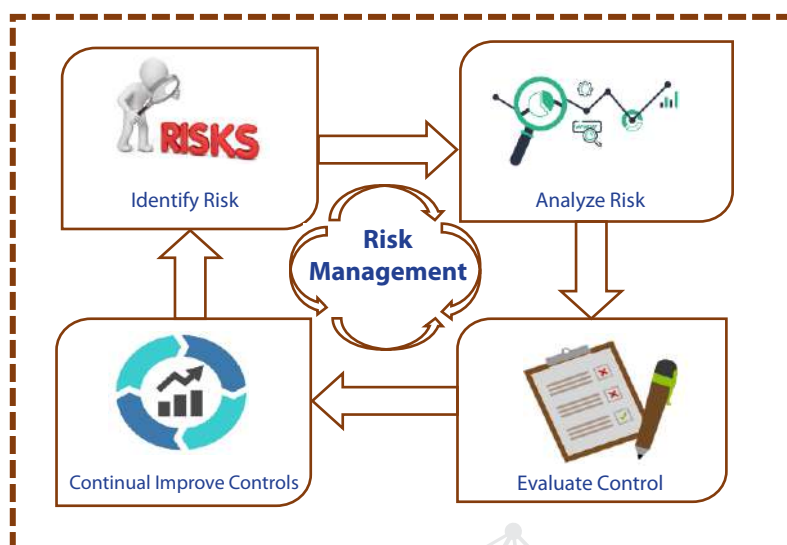 RISKS
Identify Risk
Analyze Risk
Risk
Management
Continual Improve Controls
Evaluate Control